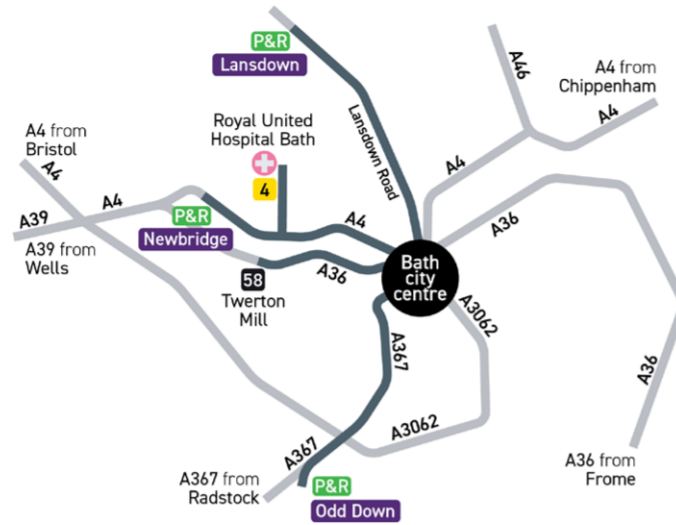 P&R
Lansdown
A46
A4 from
Chippenham
A4
Lansdown Road
Royal United
Hospital Bath
4
A4 from
Bristol
A4
A4
A4
A39
A39 from
Wells
P&R
Newbridge
A4
A36
A36
58
Twerton
Mill
Bath
city
centre
A3062
A367
A36
A3062
A367
A367 from
Radstock
P&R
Odd Down
A36 from
Frome